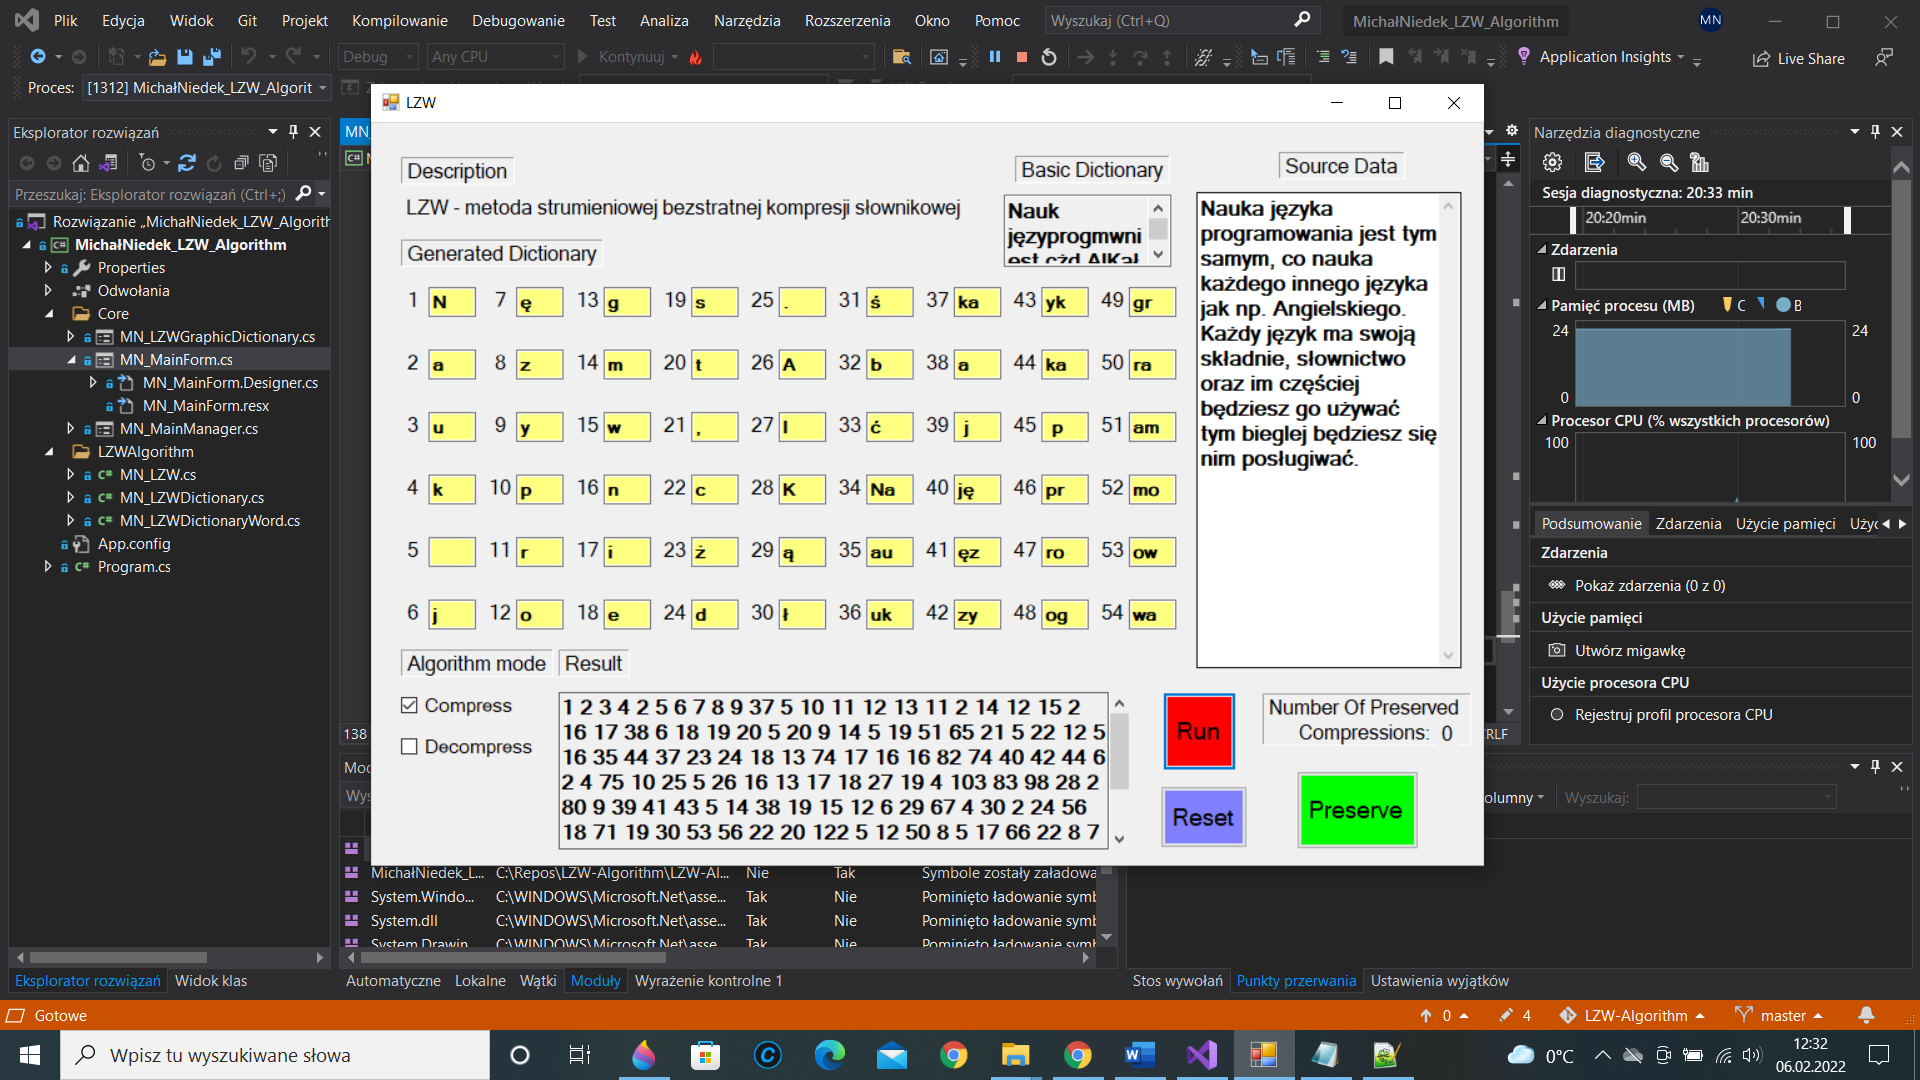 Plik Edycja Widok Git Projekt Kompilowanie Debugowanie Test Analiza Narzędzia Rozszerzenia Okno Pomoc Wyszukaj (Ctrl+Q) MichałNiedek_LZW_Algorithm MN
Debug Any CPU Kontynuuj Application Insights Live Share
Proces: [1312] MichałNiedek_LZW_Algorit
Eksplorator rozwiązań
Przeszukaj: Eksplorator rozwiązań (Ctrl+;)
Rozwiązanie „MichałNiedek_LZW_Algorith
MichałNiedek_LZW_Algorithm
Properties
Odwołania
Core
MN_LZWGraphicDictionary.cs
MN_MainForm.cs
MN_MainForm.Designer.cs
MN_MainForm.resx
MN_MainManager.cs
LZWAlgorithm
MN_LZW.cs
MN_LZWDictionary.cs
MN_LZWDictionaryWord.cs
App.config
Program.cs
Eksplorator rozwiązań Widok klas
LZW
Description
LZW - metoda strumieniowej bezstratnej kompresji słownikowej
Basic Dictionary
Nauk
języprogmwni
est,cżd.AIKął
Source Data
Nauka języka
programowania jest tym
samym, co nauka
każdego innego języka
jak np. Angielskiego.
Każdy język ma swoją
składnie, słownictwo
oraz im częściej
będziesz go używać
tym bieglej będziesz się
nim posługiwać.
Generated Dictionary
1 N 7 ę 13 g 19 s 25 . 31 ś 37 ka 43 yk 49 gr
2 a 8 z 14 m 20 t 26 A 32 b 38 a 44 ka 50 ra
3 u 9 y 15 w 21 , 27 l 33 ć 39 j 45 p 51 am
4 k 10 p 16 n 22 c 28 K 34 Na 40 ję 46 pr 52 mo
5 11 r 17 i 23 ż 29 ą 35 au 41 ęz 47 ro 53 ow
6 j 12 o 18 e 24 d 30 ł 36 uk 42 zy 48 og 54 wa
Algorithm mode Result
Compress
Decompress
1 2 3 4 2 5 6 7 8 9 37 5 10 11 12 13 11 2 14 12 15 2
16 17 38 6 18 19 20 5 20 9 14 5 19 51 65 21 5 22 12 5
16 35 44 37 23 24 18 13 74 17 16 16 82 74 40 42 44 6
2 4 75 10 25 5 26 16 13 17 18 27 19 4 103 83 98 28 2
80 9 39 41 43 5 14 38 19 15 12 6 29 67 4 30 2 24 56
18 71 19 30 53 56 22 20 122 5 12 50 8 5 17 66 22 8 7
Run
Reset
Number Of Preserved
Compressions: 0
Preserve
MN_
138
CRLF
Moc
Wys
MichałNiedek_L... C:\Repos\LZW-Algorithm\LZW-Al... Nie Tak Symbole zostały załadowa
System.Windo... C:\WINDOWS\Microsoft.Net\asse... Tak Nie Pominięto ładowanie symb
System.dll C:\WINDOWS\Microsoft.Net\asse... Tak Nie Pominięto ładowanie symb
System.Drawin... C:\WINDOWS\Microsoft.Net\asse... Tak Nie Pominięto ładowanie symb
Automatyczne Lokalne Wątki Moduły Wyrażenie kontrolne 1
olumny Wyszukaj:
Stos wywołań Punkty przerwania Ustawienia wyjątków
Narzędzia diagnostyczne
Sesja diagnostyczna: 20:33 min
20:20min 20:30min
Zdarzenia
Pamięć procesu (MB) C B
24 24
0 0
Procesor CPU (% wszystkich procesorów)
100 100
Podsumowanie Zdarzenia Użycie pamięci Użyc
Zdarzenia
Pokaż zdarzenia (0 z 0)
Użycie pamięci
Utwórz migawkę
Użycie procesora CPU
Rejestruj profil procesora CPU
Gotowe 0 4 LZW-Algorithm master
Wpisz tu wyszukiwane słowa
0°C
12:32
06.02.2022